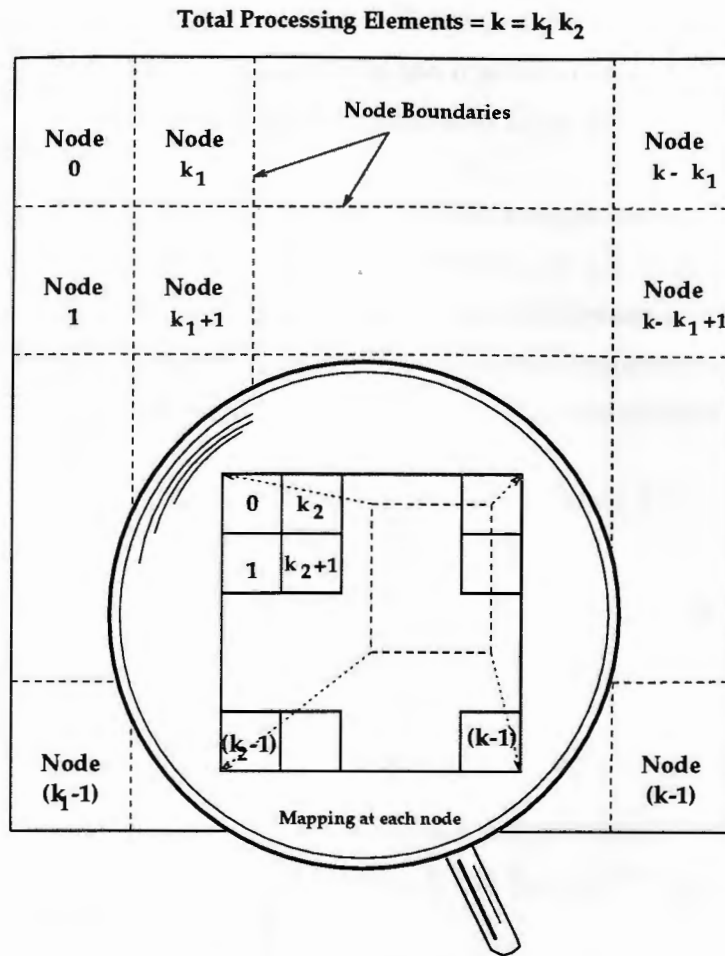 Total Processing Elements = k = k₁ k₂
Node Boundaries
Node
0
Node
k₁
Node
k - k₁
Node
1
Node
k₁+1
Node
k- k₁+1
0
k₂
1
k₂+1
(k₂-1)
(k-1)
Mapping at each node
Node
(k₁-1)
Node
(k-1)